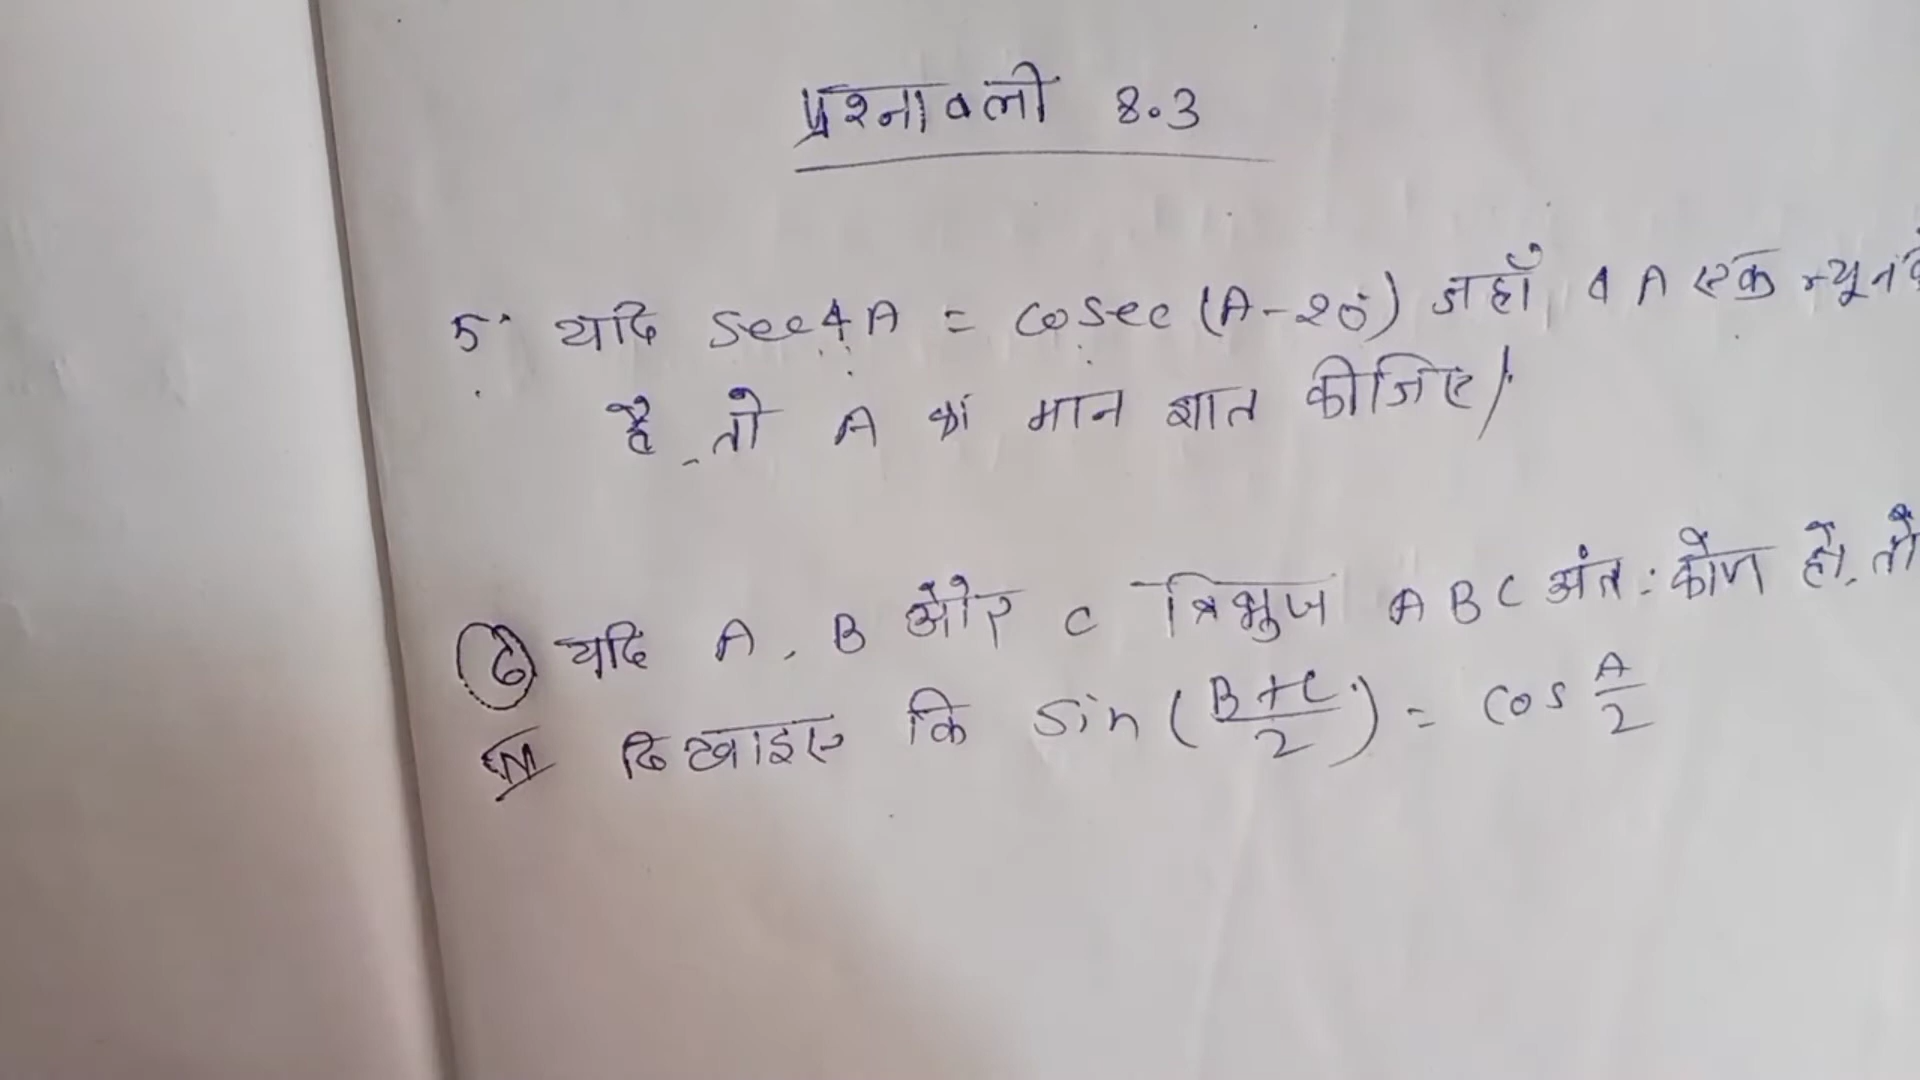 प्रश्नावली 8.3
5. यदि sec4A = cosec (A-20°) जहाँ 4A एक न्यून
है, तो A का मान ज्ञात कीजिए।
6 यदि A, B और C त्रिभुज ABC अंत: कोण हो, तो
दिखाइए कि sin (B+C/2) = cos A/2